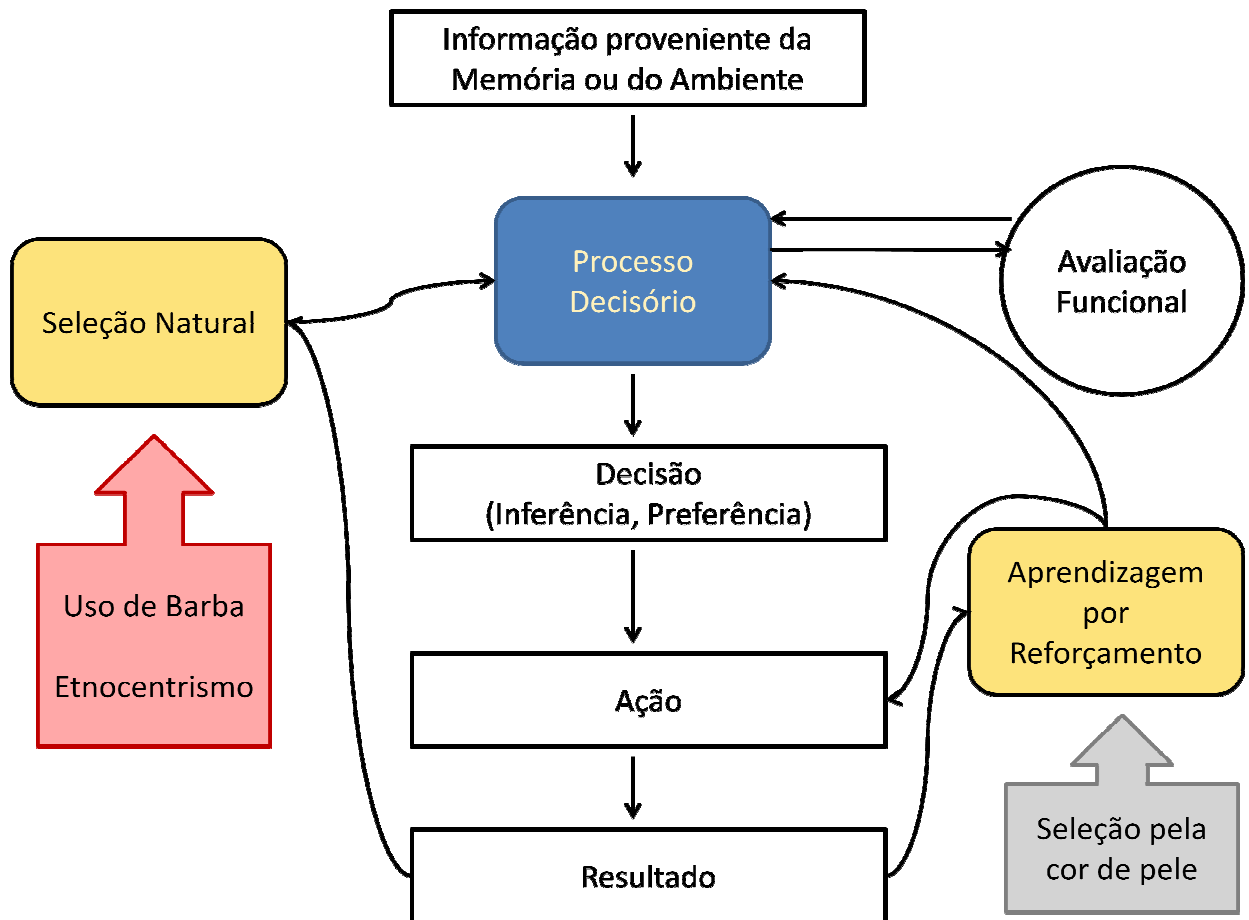 Informação proveniente da
Memória ou do Ambiente
Processo
Decisório
Avaliação
Funcional
Seleção Natural
Decisão
(Inferência, Preferência)
Uso de Barba
Etnocentrismo
Aprendizagem
por
Reforçamento
Ação
Seleção pela
cor de pele
Resultado